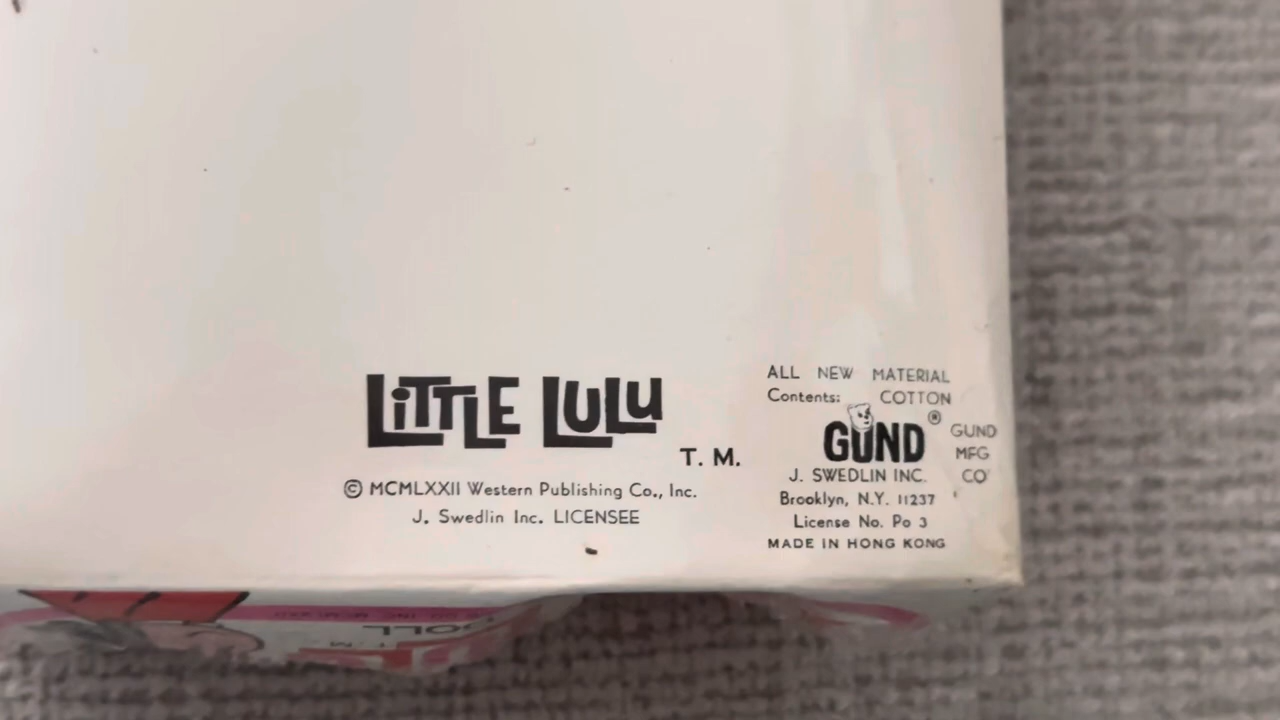 LiTTLE LULU
T. M.
© MCMLXXII Western Publishing Co., Inc.
J. Swedlin Inc. LICENSEE
ALL NEW MATERIAL
Contents: COTTON
GUND ®
GUND
MFG
CO
J. SWEDLIN INC.
Brooklyn, N.Y. 11237
License No. Po 3
MADE IN HONG KONG
DOLL